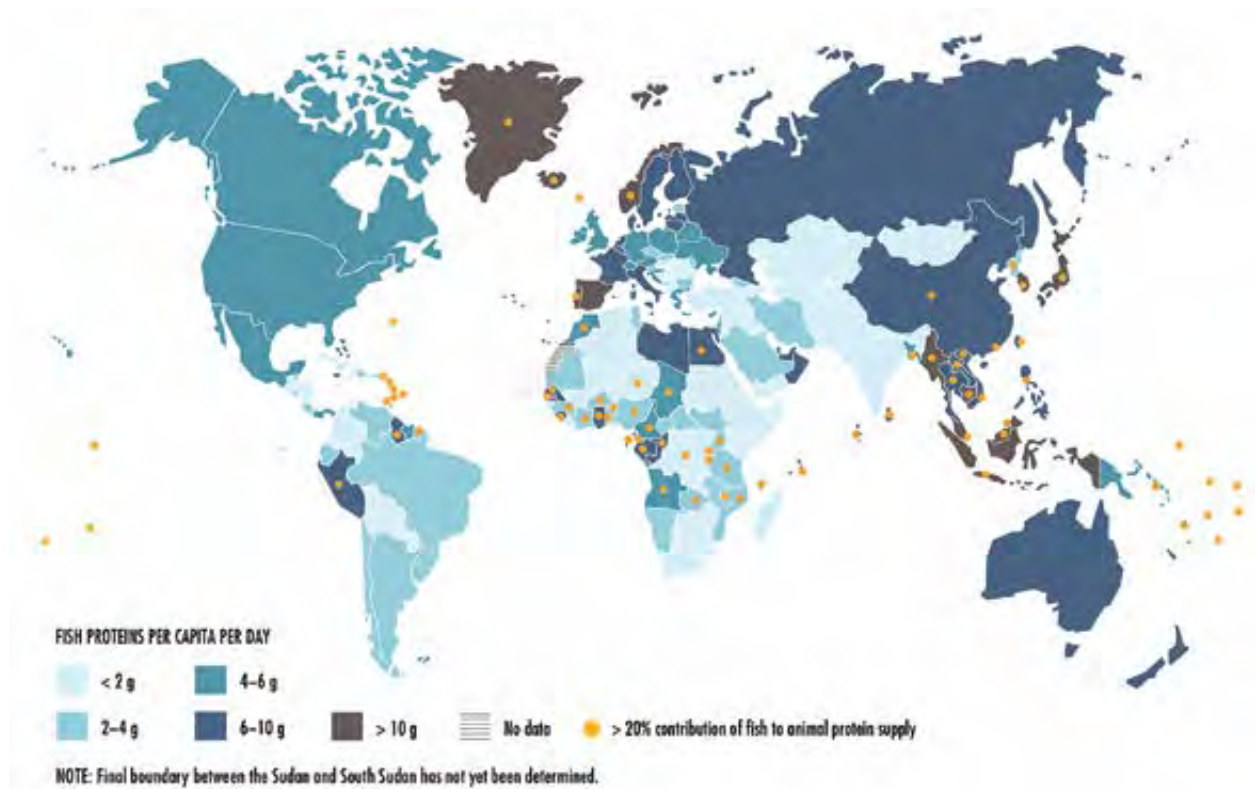 FISH PROTEINS PER CAPITA PER DAY
< 2 g
4–6 g
2–4 g
6–10 g
> 10 g
No data
> 20% contribution of fish to animal protein supply
NOTE: Final boundary between the Sudan and South Sudan has not yet been determined.